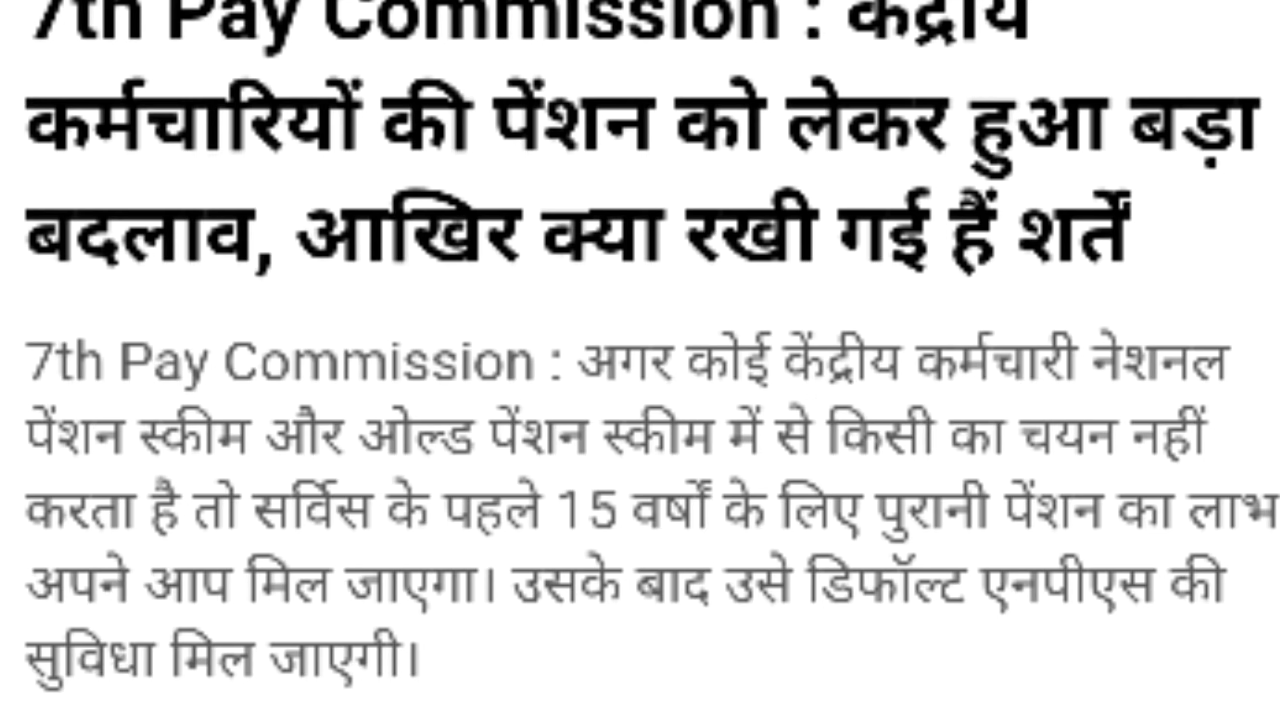 7th Pay Commission : केंद्रीय
कर्मचारियों की पेंशन को लेकर हुआ बड़ा
बदलाव, आखिर क्या रखी गई हैं शर्तें
7th Pay Commission : अगर कोई केंद्रीय कर्मचारी नेशनल
पेंशन स्कीम और ओल्ड पेंशन स्कीम में से किसी का चयन नहीं
करता है तो सर्विस के पहले 15 वर्षों के लिए पुरानी पेंशन का लाभ
अपने आप मिल जाएगा। उसके बाद उसे डिफॉल्ट एनपीएस की
सुविधा मिल जाएगी।